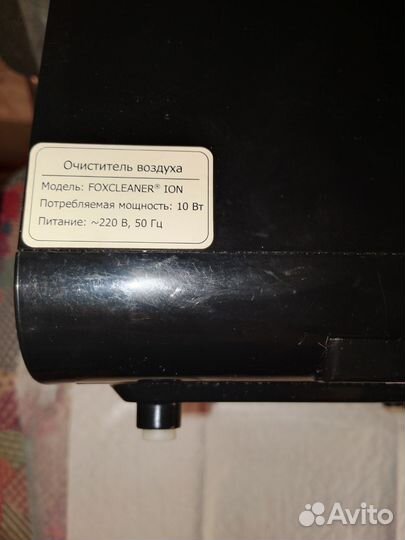 Очиститель воздуха
Модель: FOXCLEANER® ION
Потребляемая мощность: 10 Вт
Питание: ~220 В, 50 Гц
Avito